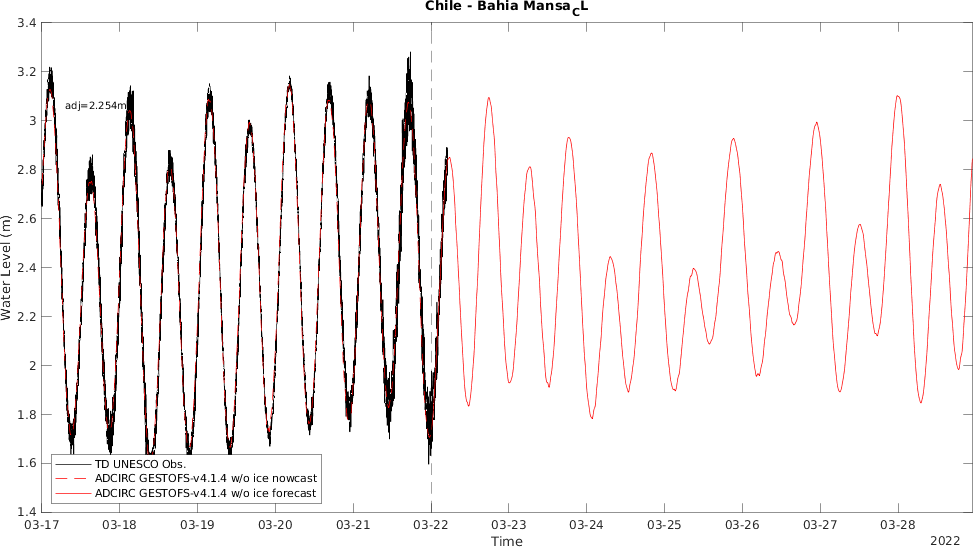 Chile - Bahia Mansa_CL
3.4
3.2
3
2.8
2.6
2.4
2.2
2
1.8
1.6
1.4
Water Level (m)
adj=2.254m
TD UNESCO Obs.
ADCIRC GESTOFS-v4.1.4 w/o ice nowcast
ADCIRC GESTOFS-v4.1.4 w/o ice forecast
03-17 03-18 03-19 03-20 03-21 03-22 03-23 03-24 03-25 03-26 03-27 03-28
Time
2022